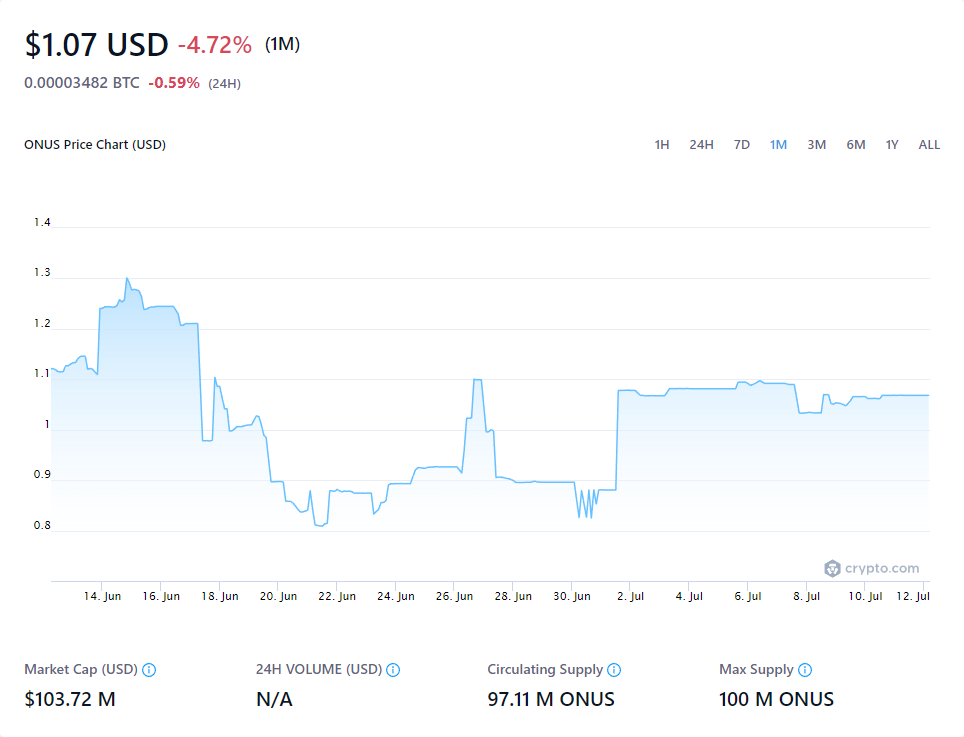 $1.07 USD -4.72% (1M)
0.00003482 BTC -0.59% (24H)
ONUS Price Chart (USD) 1H 24H 7D 1M 3M 6M 1Y ALL
1.4
1.3
1.2
1.1
1
0.9
0.8
crypto.com
14. Jun 16. Jun 18. Jun 20. Jun 22. Jun 24. Jun 26. Jun 28. Jun 30. Jun 2. Jul 4. Jul 6. Jul 8. Jul 10. Jul 12. Jul
Market Cap (USD) 24H VOLUME (USD) Circulating Supply Max Supply
$103.72 M N/A 97.11 M ONUS 100 M ONUS